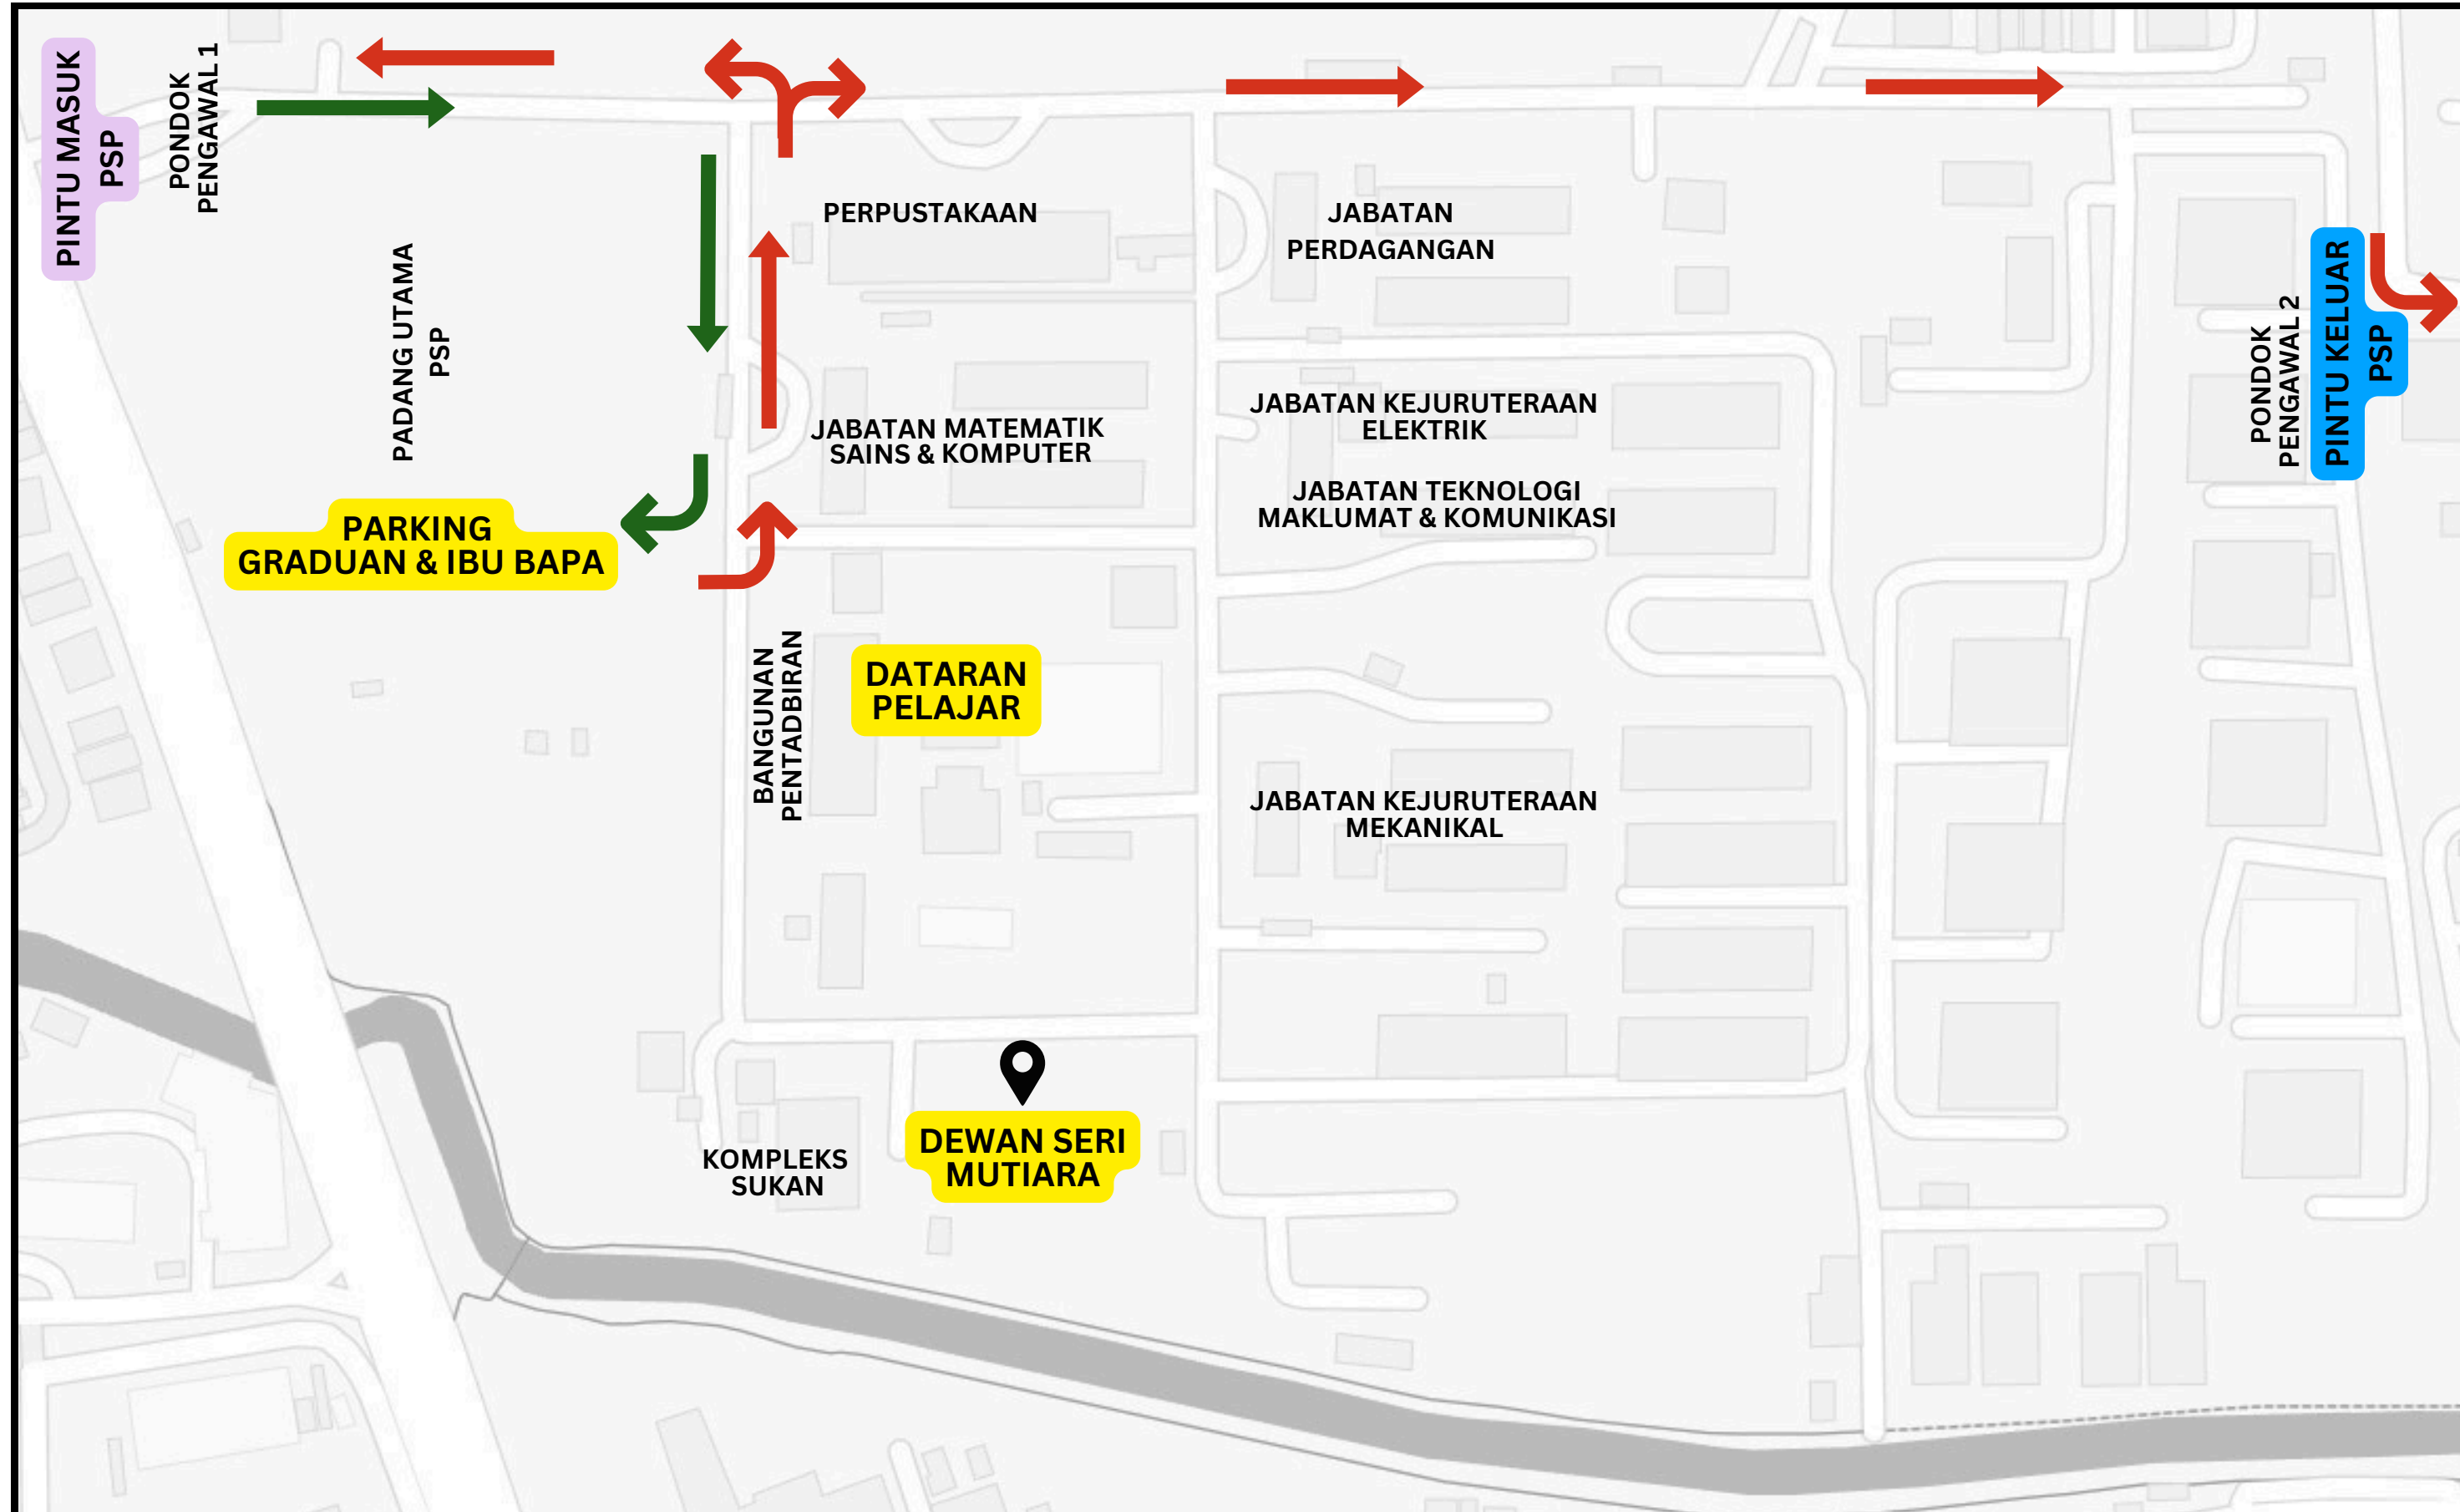 PINTU MASUK
PSP
PONDOK
PENGAWAL 1
PERPUSTAKAAN
JABATAN
PERDAGANGAN
PADANG UTAMA
PSP
JABATAN MATEMATIK
SAINS & KOMPUTER
JABATAN KEJURUTERAAN
ELEKTRIK
JABATAN TEKNOLOGI
MAKLUMAT & KOMUNIKASI
PONDOK
PENGAWAL 2
PINTU KELUAR
PSP
PARKING
GRADUAN & IBU BAPA
BANGUNAN
PENTADBIRAN
DATARAN
PELAJAR
JABATAN KEJURUTERAAN
MEKANIKAL
KOMPLEKS
SUKAN
DEWAN SERI
MUTIARA